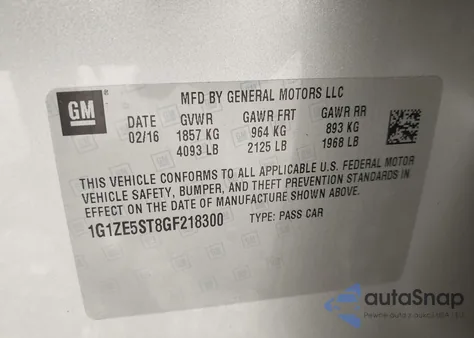 GM
MFD BY GENERAL MOTORS LLC
DATE GVWR GAWR FRT GAWR RR
02/16 1857 KG 964 KG 893 KG
4093 LB 2125 LB 1968 LB
THIS VEHICLE CONFORMS TO ALL APPLICABLE U.S. FEDERAL MOTOR
VEHICLE SAFETY, BUMPER, AND THEFT PREVENTION STANDARDS IN
EFFECT ON THE DATE OF MANUFACTURE SHOWN ABOVE.
1G1ZE5ST8GF218300 TYPE: PASS CAR
autoSnap